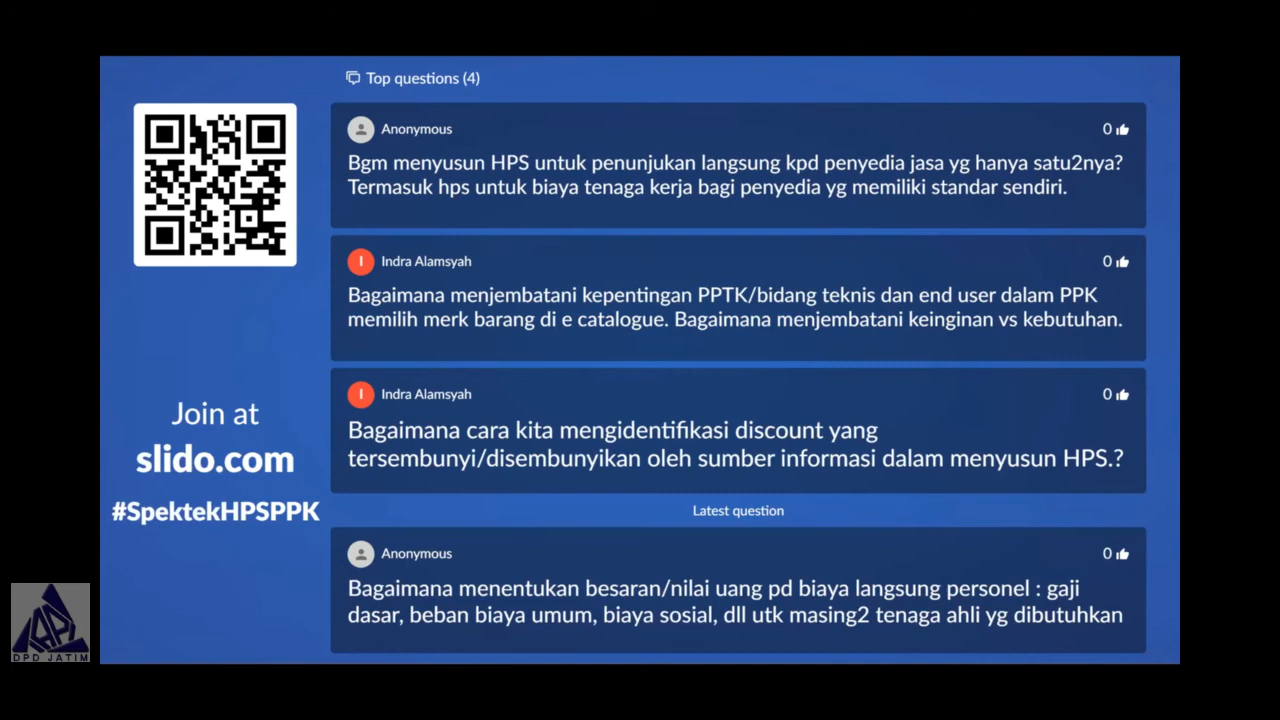 Top questions (4)
Anonymous
0
Bgm menyusun HPS untuk penunjukan langsung kpd penyedia jasa yg hanya satu2nya?
Termasuk hps untuk biaya tenaga kerja bagi penyedia yg memiliki standar sendiri.
I
Indra Alamsyah
0
Bagaimana menjembatani kepentingan PPTK/bidang teknis dan end user dalam PPK
memilih merk barang di e catalogue. Bagaimana menjembatani keinginan vs kebutuhan.
I
Indra Alamsyah
0
Bagaimana cara kita mengidentifikasi discount yang
tersembunyi/disembunyikan oleh sumber informasi dalam menyusun HPS.?
Latest question
Anonymous
0
Bagaimana menentukan besaran/nilai uang pd biaya langsung personel : gaji
dasar, beban biaya umum, biaya sosial, dll utk masing2 tenaga ahli yg dibutuhkan
Join at
slido.com
#SpektekHPSPPK
DPD JATIM